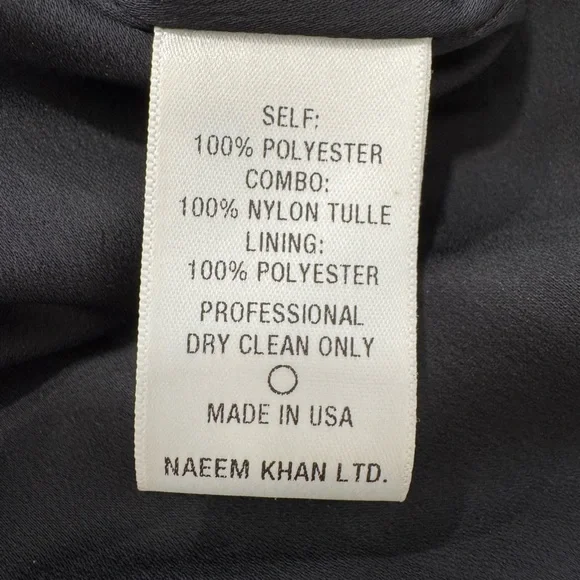 SELF:
100% POLYESTER
COMBO:
100% NYLON TULLE
LINING:
100% POLYESTER
PROFESSIONAL
DRY CLEAN ONLY
MADE IN USA
NAEEM KHAN LTD.